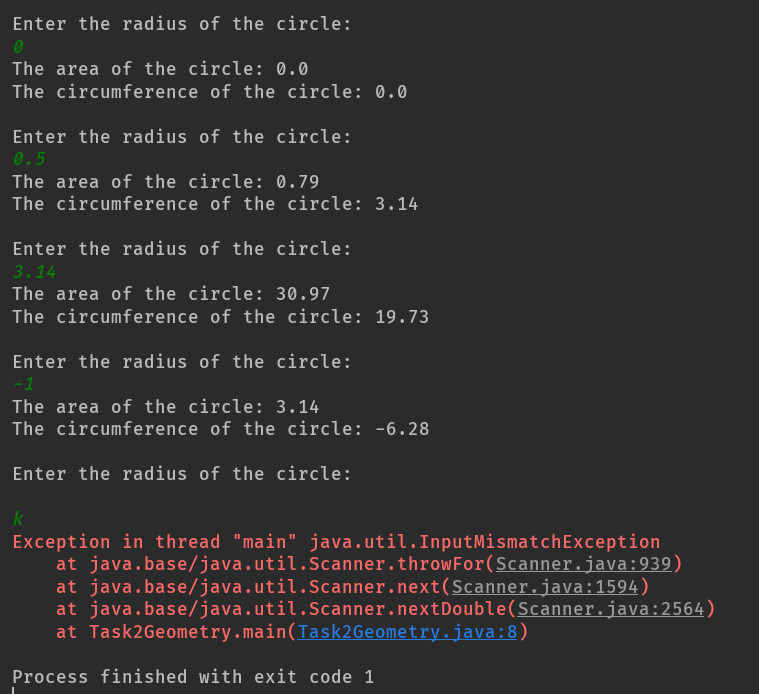 Enter the radius of the circle:
0
The area of the circle: 0.0
The circumference of the circle: 0.0
Enter the radius of the circle:
0.5
The area of the circle: 0.79
The circumference of the circle: 3.14
Enter the radius of the circle:
3.14
The area of the circle: 30.97
The circumference of the circle: 19.73
Enter the radius of the circle:
-1
The area of the circle: 3.14
The circumference of the circle: -6.28
Enter the radius of the circle:
k
Exception in thread "main" java.util.InputMismatchException
    at java.base/java.util.Scanner.throwFor(Scanner.java:939)
    at java.base/java.util.Scanner.next(Scanner.java:1594)
    at java.base/java.util.Scanner.nextDouble(Scanner.java:2564)
    at Task2Geometry.main(Task2Geometry.java:8)
Process finished with exit code 1